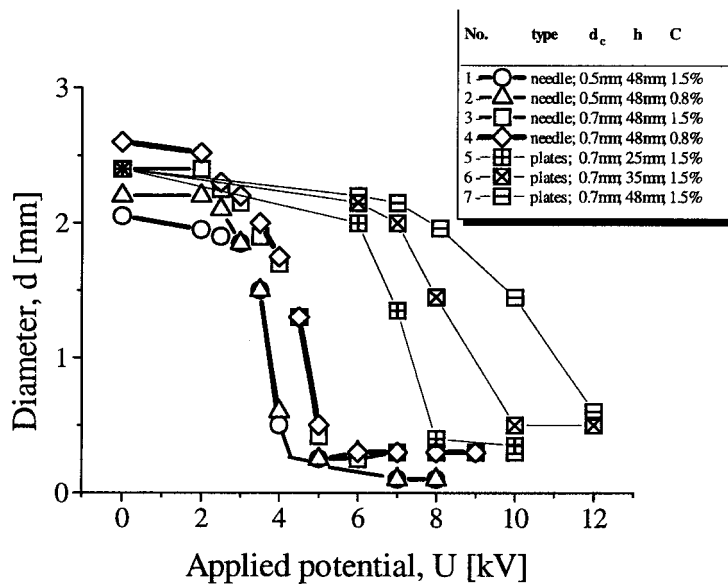 No. type d_c h C
1 needle; 0.5mm; 48mm; 1.5%
2 needle; 0.5mm; 48mm; 0.8%
3 needle; 0.7mm; 48mm; 1.5%
4 needle; 0.7mm; 48mm; 0.8%
5 plates; 0.7mm; 25mm; 1.5%
6 plates; 0.7mm; 35mm; 1.5%
7 plates; 0.7mm; 48mm; 1.5%
3
2
1
0
Diameter, d [mm]
0 2 4 6 8 10 12
Applied potential, U [kV]